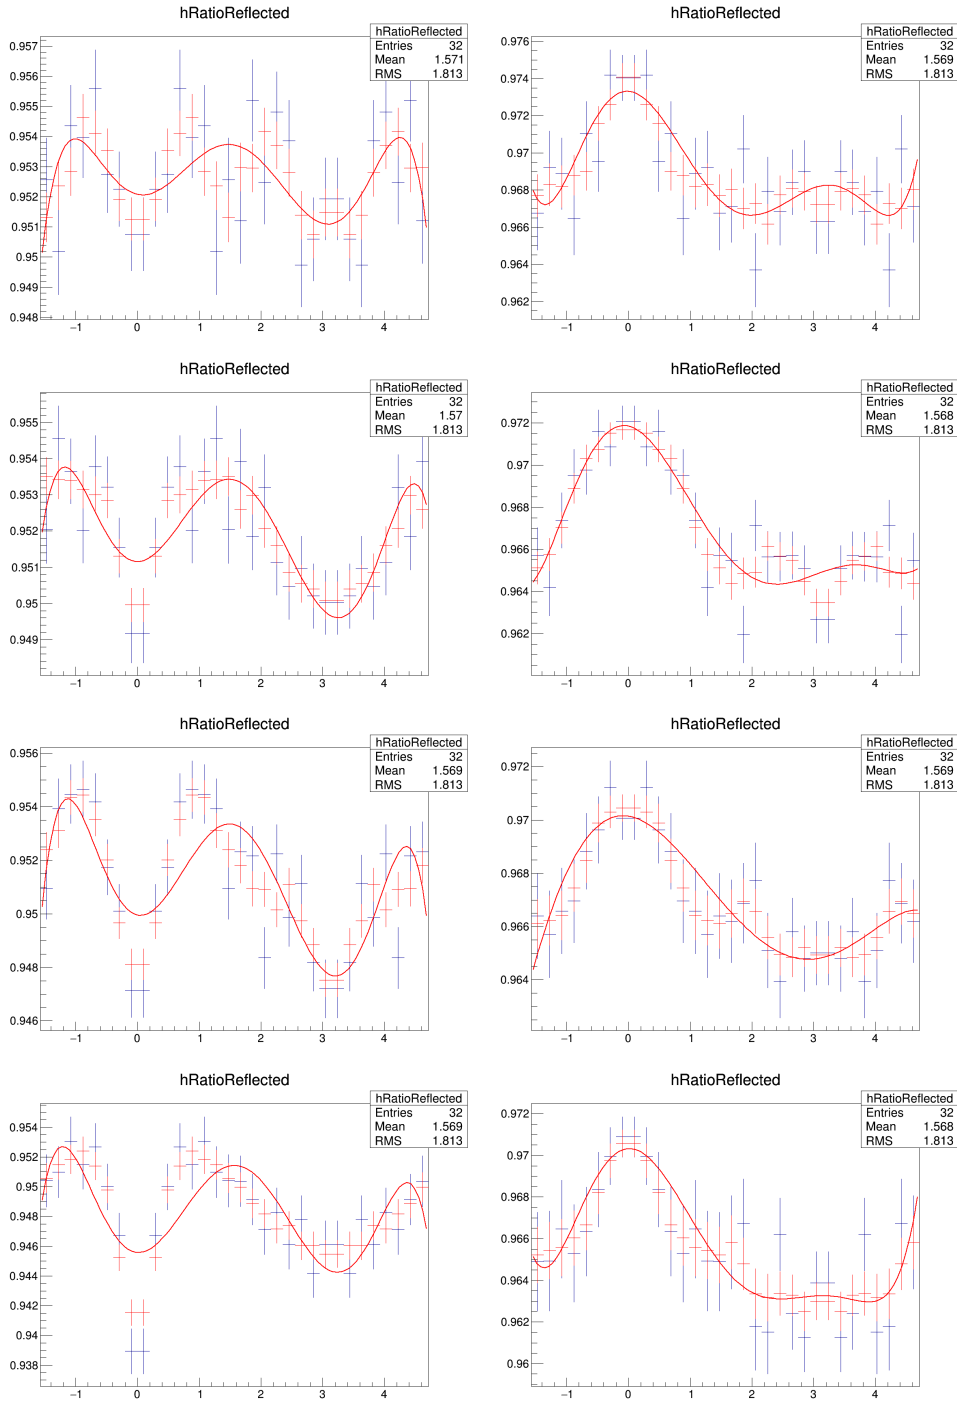 hRatioReflected
hRatioReflected
Entries 32
Mean 1.571
RMS 1.813
0.957
0.956
0.955
0.954
0.953
0.952
0.951
0.95
0.949
0.948
−1 0 1 2 3 4
hRatioReflected
hRatioReflected
Entries 32
Mean 1.569
RMS 1.813
0.976
0.974
0.972
0.97
0.968
0.966
0.964
0.962
−1 0 1 2 3 4
hRatioReflected
hRatioReflected
Entries 32
Mean 1.57
RMS 1.813
0.955
0.954
0.953
0.952
0.951
0.95
0.949
−1 0 1 2 3 4
hRatioReflected
hRatioReflected
Entries 32
Mean 1.568
RMS 1.813
0.972
0.97
0.968
0.966
0.964
0.962
−1 0 1 2 3 4
hRatioReflected
hRatioReflected
Entries 32
Mean 1.569
RMS 1.813
0.956
0.954
0.952
0.95
0.948
0.946
−1 0 1 2 3 4
hRatioReflected
hRatioReflected
Entries 32
Mean 1.569
RMS 1.813
0.972
0.97
0.968
0.966
0.964
−1 0 1 2 3 4
hRatioReflected
hRatioReflected
Entries 32
Mean 1.569
RMS 1.813
0.954
0.952
0.95
0.948
0.946
0.944
0.942
0.94
0.938
−1 0 1 2 3 4
hRatioReflected
hRatioReflected
Entries 32
Mean 1.568
RMS 1.813
0.972
0.97
0.968
0.966
0.964
0.962
0.96
−1 0 1 2 3 4